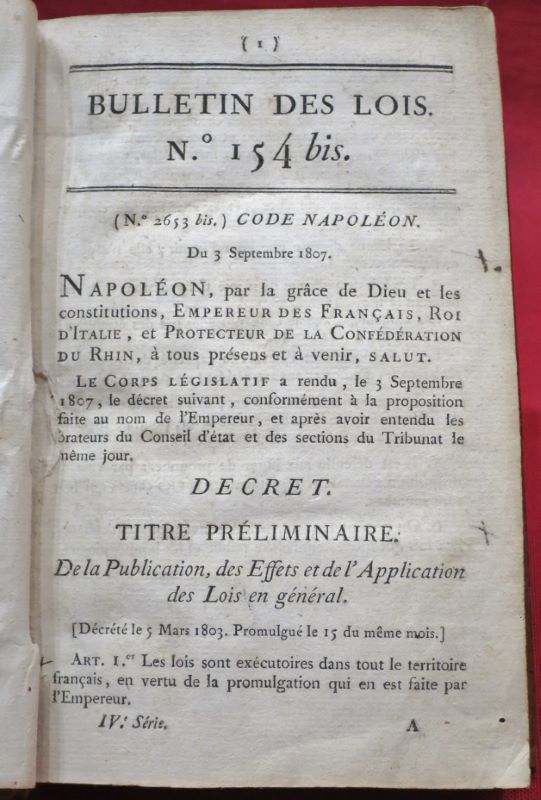 ( 1 )
BULLETIN DES LOIS.
N.º 154 bis.
(N.º 2653 bis.) CODE NAPOLÉON.
Du 3 Septembre 1807.
NAPOLÉON, par la grâce de Dieu et les
constitutions, EMPEREUR DES FRANÇAIS, ROI
D'ITALIE, et PROTECTEUR DE LA CONFÉDÉRATION
DU RHIN, à tous présens et à venir, SALUT.
LE CORPS LÉGISLATIF a rendu, le 3 Septembre
1807, le décret suivant, conformément à la proposition
faite au nom de l'Empereur, et après avoir entendu les
orateurs du Conseil d'état et des sections du Tribunat le
même jour.
DECRET.
TITRE PRÉLIMINAIRE.
De la Publication, des Effets et de l'Application
des Lois en général.
[Décrété le 5 Mars 1803. Promulgué le 15 du même mois.]
ART. 1.er Les lois sont exécutoires dans tout le territoire
français, en vertu de la promulgation qui en est faite par
l'Empereur.
IV.e Série. A